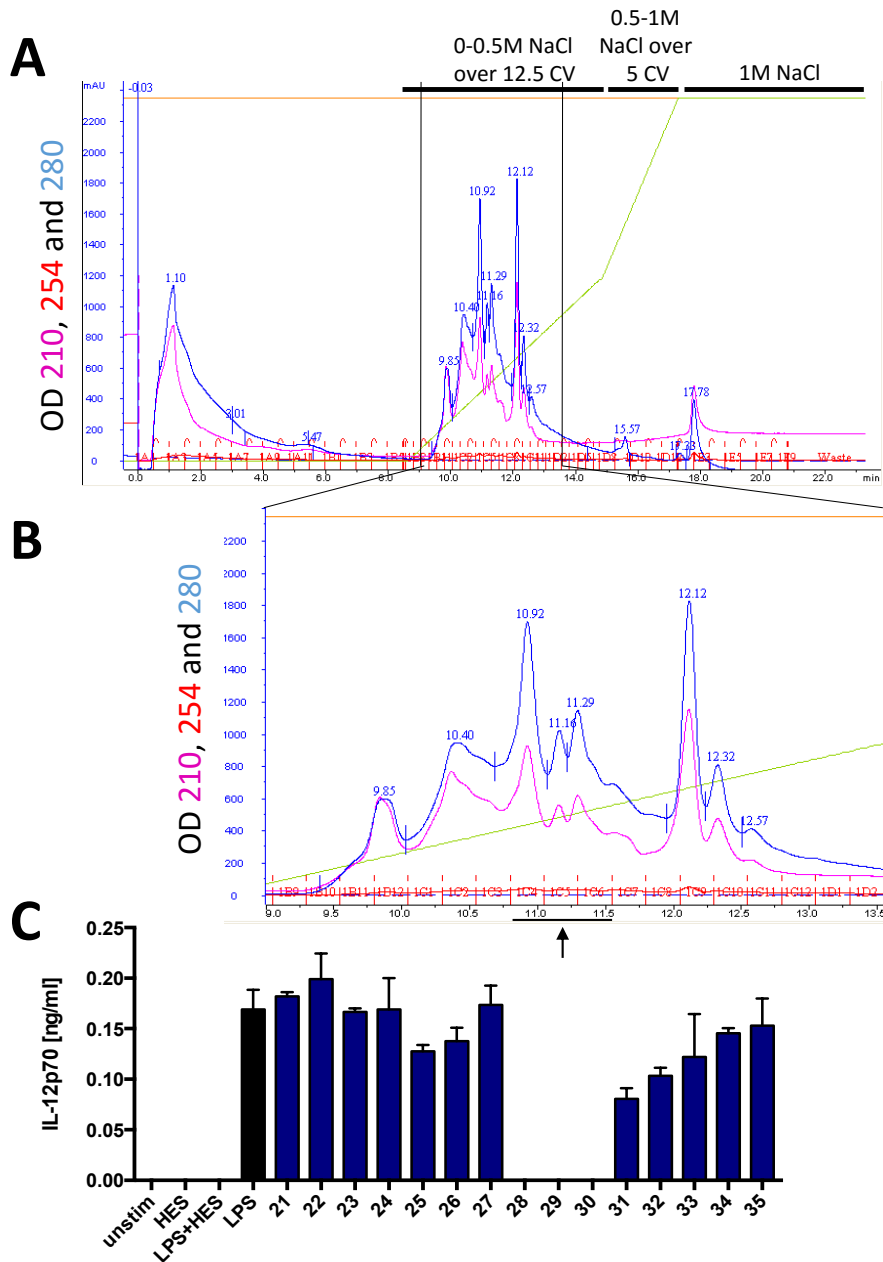 A
0-0.5M NaCl
over 12.5 CV
0.5-1M
NaCl over
5 CV
1M NaCl
mAU
-0.03
OD 210, 254 and 280
2200
2000
1800
1600
1400
1200
1000
800
600
400
200
0
1.10
3.01
5.47
9.85
10.40
10.92
11.16
11.29
12.12
12.32
12.57
15.57
17.23
17.78
Waste
0.0 2.0 4.0 6.0 8.0 10.0 12.0 14.0 16.0 18.0 20.0 22.0 min
B
OD 210, 254 and 280
2200
2000
1800
1600
1400
1200
1000
800
600
400
200
0
9.85
10.40
10.92
11.16
11.29
12.12
12.32
12.57
1B9 1B10 1B11 1B12 1C1 1C2 1C3 1C4 1C5 1C6 1C7 1C8 1C9 1C10 1C11 1C12 1D1 1D2
9.0 9.5 10.0 10.5 11.0 11.5 12.0 12.5 13.0 13.5
C
IL-12p70 [ng/ml]
0.25
0.20
0.15
0.10
0.05
0.00
unstim HES LPS+HES LPS 21 22 23 24 25 26 27 28 29 30 31 32 33 34 35